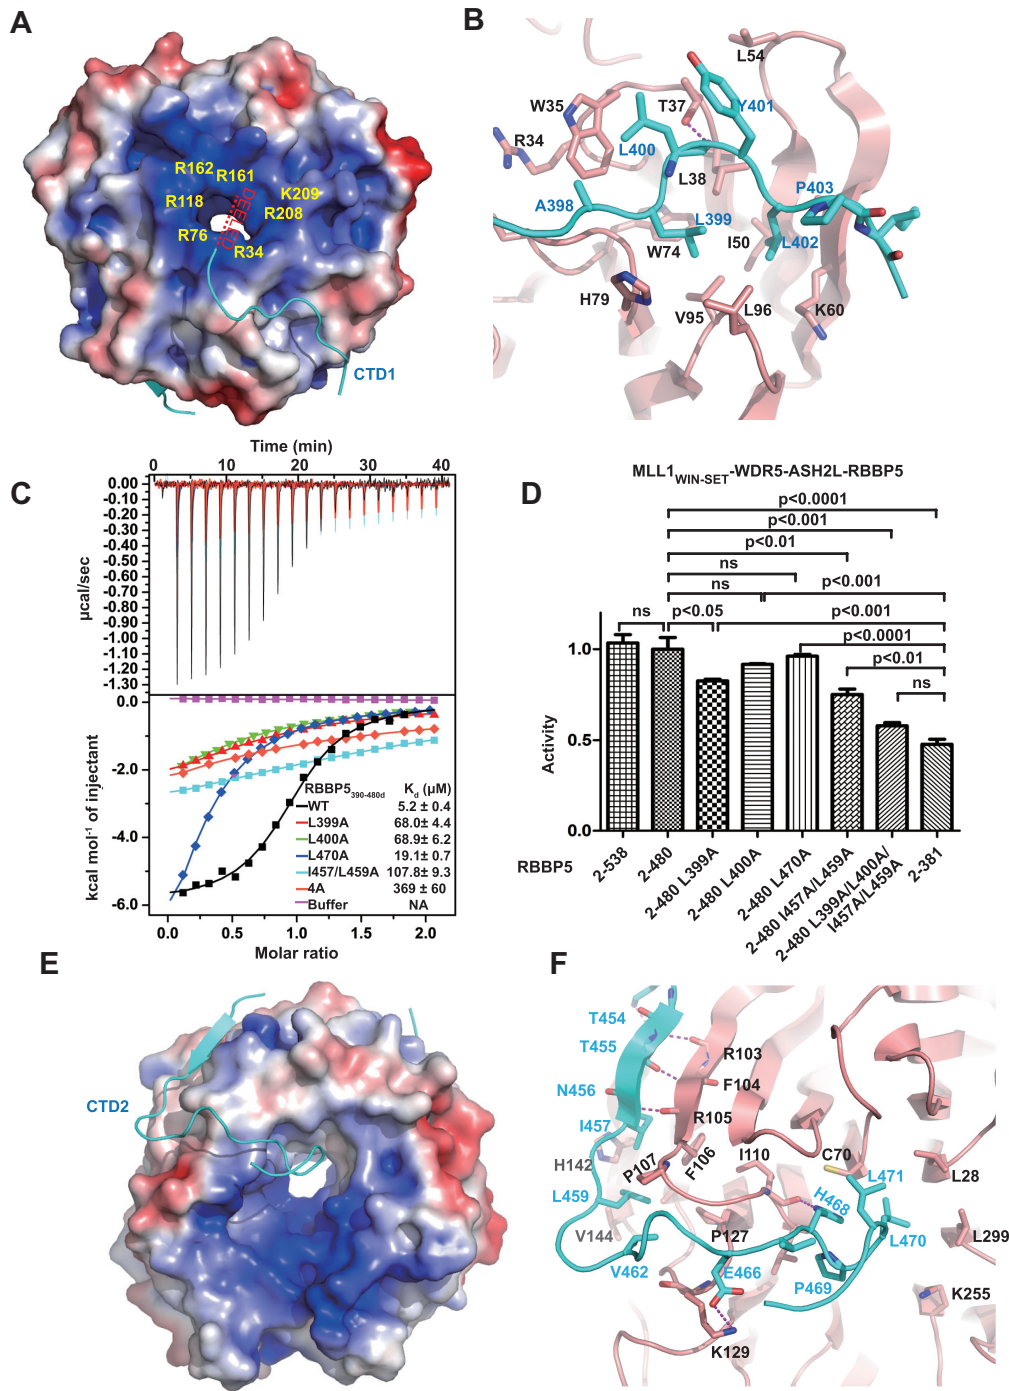 A
R162
R161
R118
K209
R208
DEELED
R76
R34
CTD1
B
L54
W35
T37
Y401
R34
L400
L38
A398
P403
L399
I50
W74
L402
H79
V95
L96
K60
C
Time (min)
0 10 20 30 40
0.00
-0.10
-0.20
-0.30
-0.40
-0.50
-0.60
-0.70
-0.80
-0.90
-1.00
-1.10
-1.20
-1.30
µcal/sec
0.0
-2.0
-4.0
-6.0
kcal mol-1 of injectant
RBBP5390-480d Kd (µM)
WT 5.2± 0.4
L399A 68.0± 4.4
L400A 68.9± 6.2
L470A 19.1± 0.7
I457/L459A 107.8± 9.3
4A 369 ± 60
Buffer NA
0.0 0.5 1.0 1.5 2.0
Molar ratio
D
MLL1WIN-SET-WDR5-ASH2L-RBBP5
p<0.0001
p<0.001
p<0.01
ns
ns p<0.001
ns p<0.05 p<0.001
p<0.0001
p<0.01
ns
1.0
0.5
0.0
Activity
RBBP5
2-538
2-480
2-480 L399A
2-480 L400A
2-480 L470A
2-480 I457A/L459A
2-480 L399A/L400A/
I457A/L459A
2-381
E
CTD2
F
T454
T455
R103
N456
F104
R105
I457
H142
P107
F106
I110
C70
L471
L28
L459
H468
V144
P127
L470
L299
V462
E466
P469
K255
K129